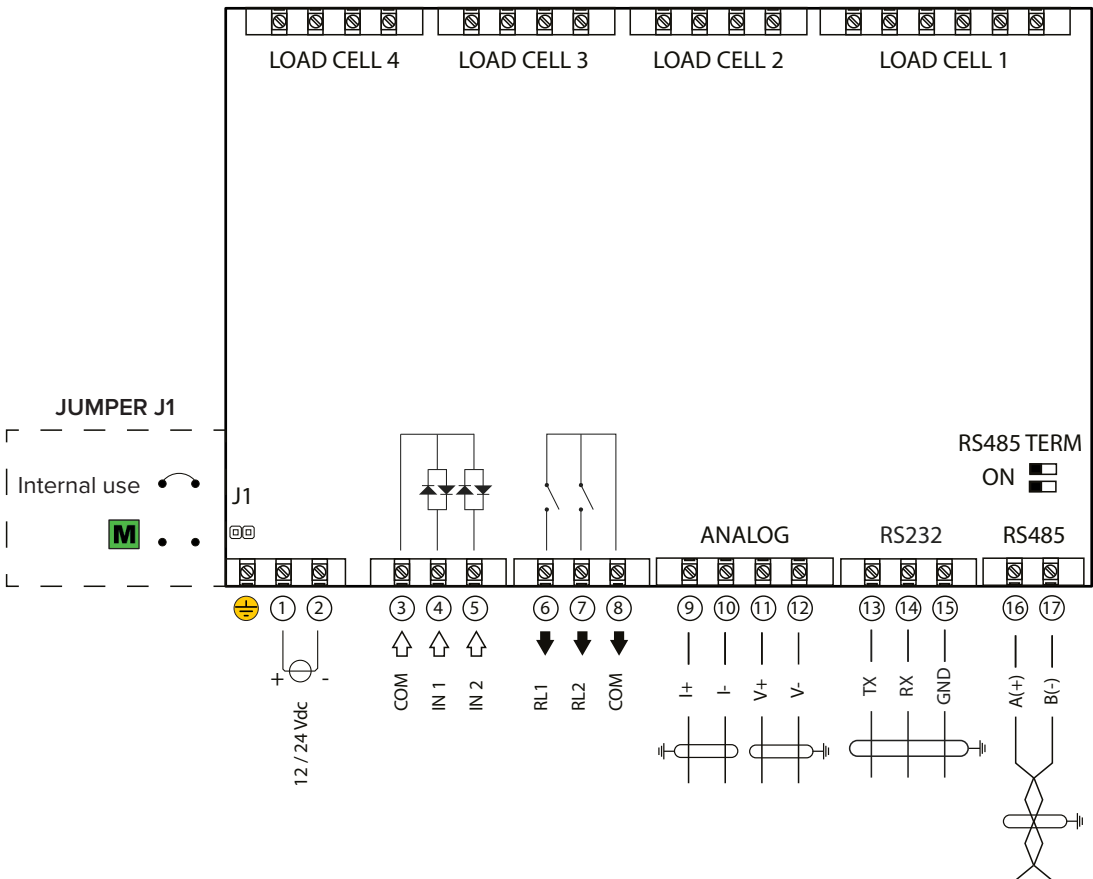 LOAD CELL 4 LOAD CELL 3 LOAD CELL 2 LOAD CELL 1
JUMPER J1
Internal use
M
J1
RS485 TERM
ON
ANALOG RS232 RS485
1 2 3 4 5 6 7 8 9 10 11 12 13 14 15 16 17
+ -
12 / 24 Vdc
COM
IN 1
IN 2
RL1
RL2
COM
I+
I-
V+
V-
TX
RX
GND
A(+)
B(-)